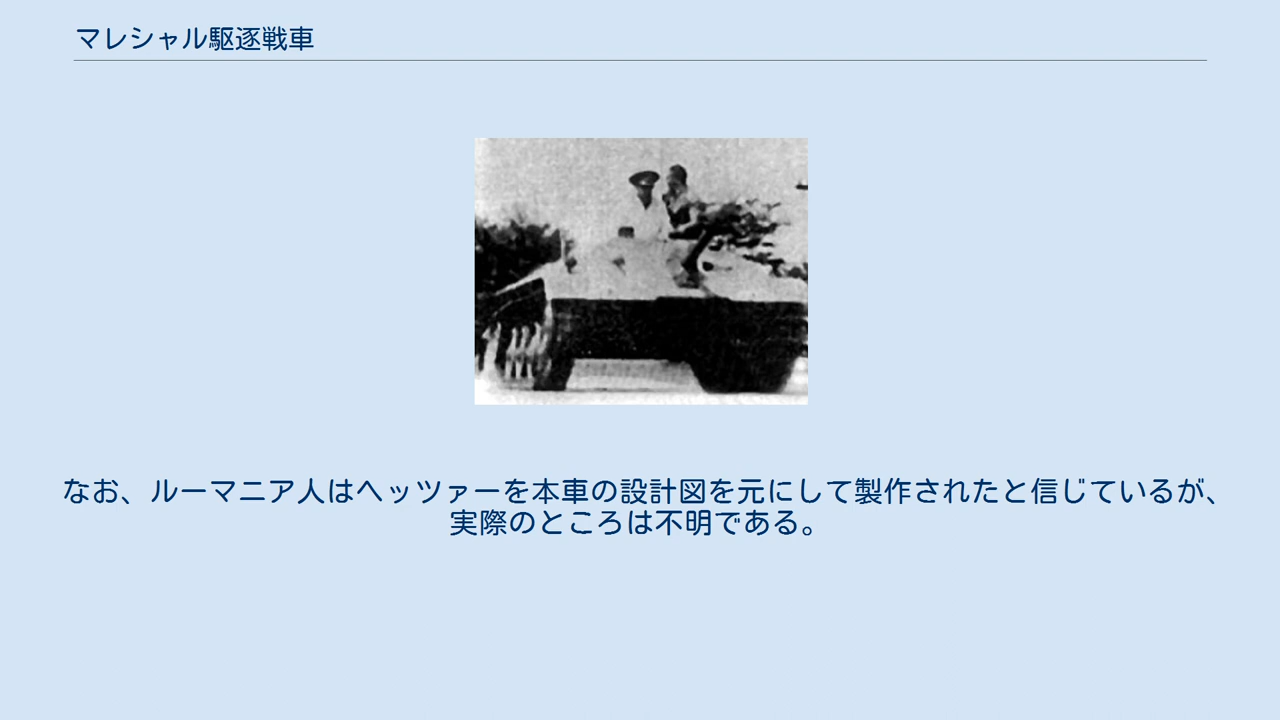 マレシャル駆逐戦車
なお、ルーマニア人はヘッツァーを本車の設計図を元にして製作されたと信じているが、
実際のところは不明である。